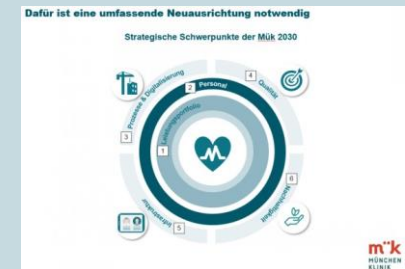 Dafür ist eine umfassende Neuausrichtung notwendig
Strategische Schwerpunkte der Mük 2030
1
Leistungsportfolio
2
Personal
3
Prozesse & Digitalisierung
4
Qualität
5
Infrastruktur
6
Nachhaltigkeit
m¨k
MÜNCHEN
KLINIK